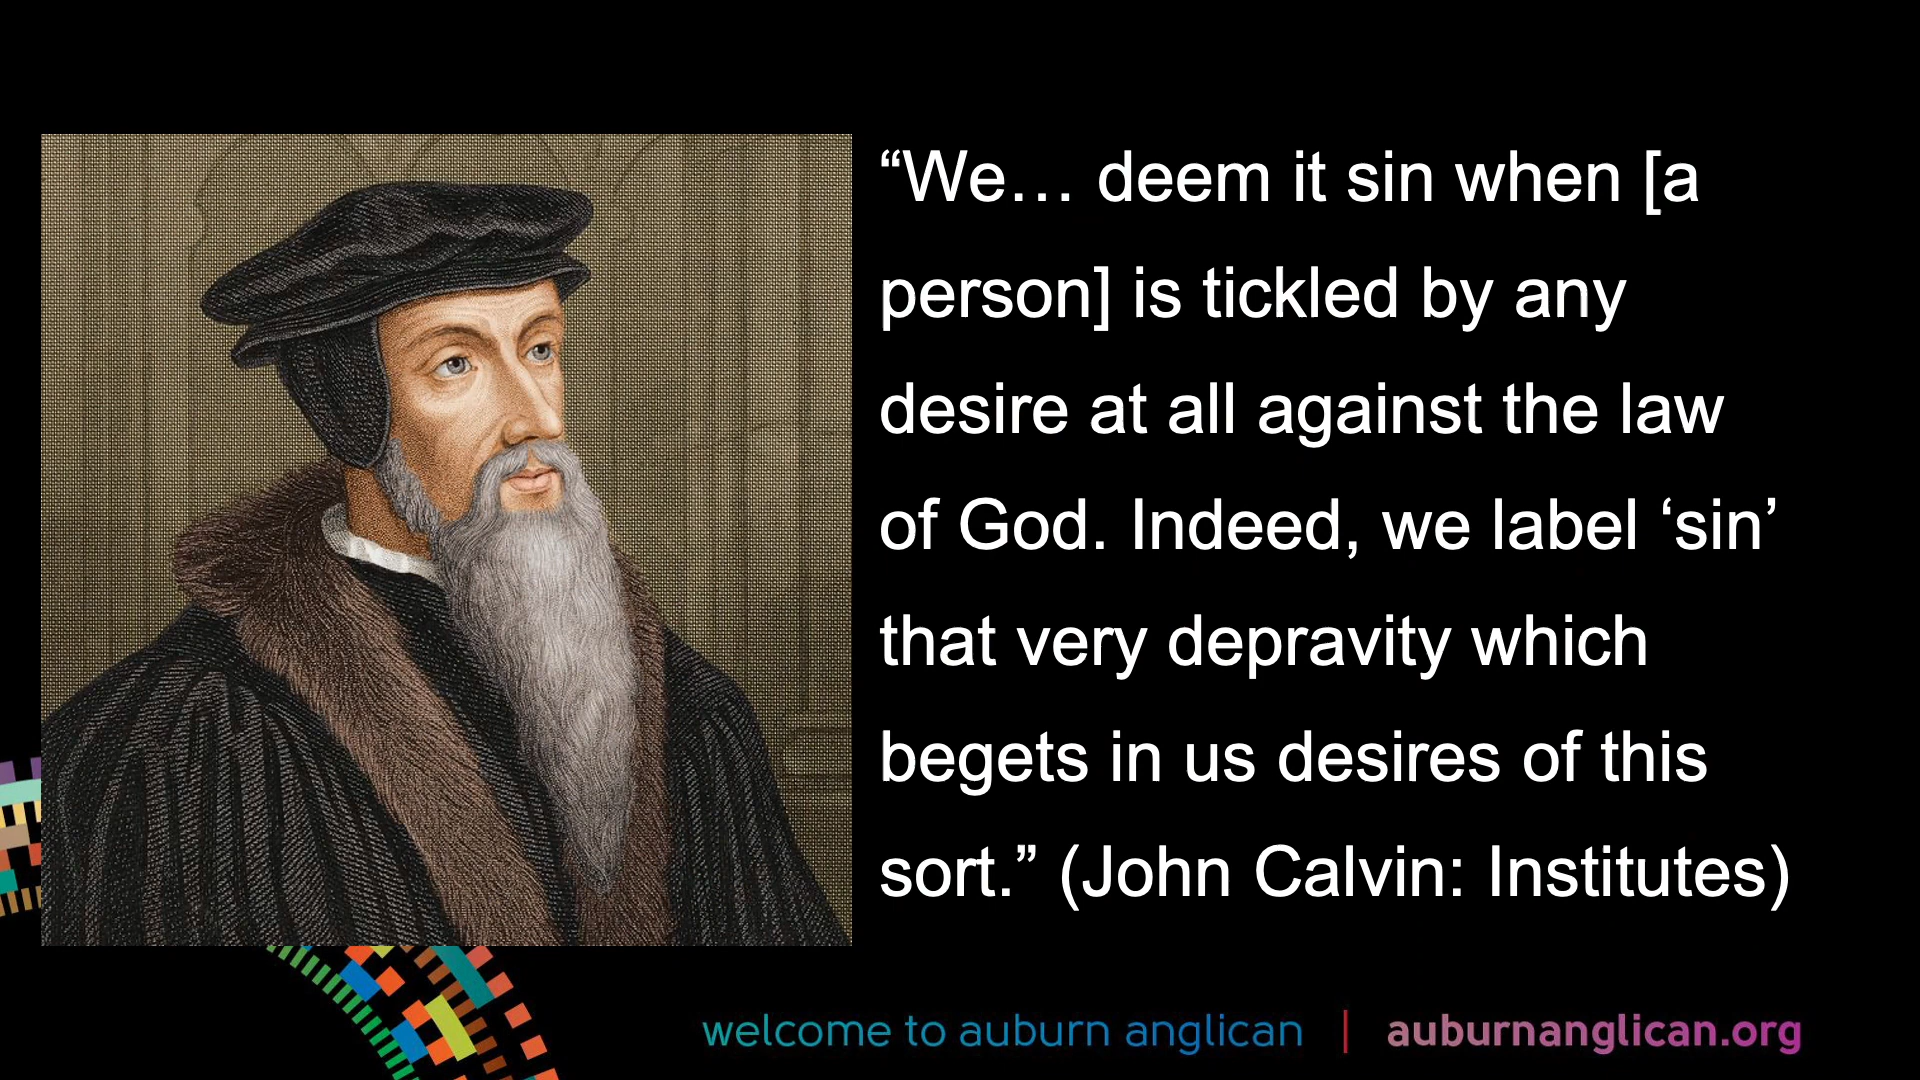 “We… deem it sin when [a
person] is tickled by any
desire at all against the law
of God. Indeed, we label ‘sin’
that very depravity which
begets in us desires of this
sort.” (John Calvin: Institutes)
welcome to auburn anglican | auburnanglican.org